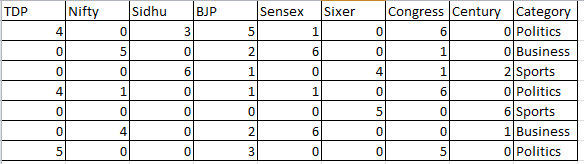 TDP Nifty Sidhu BJP Sensex Sixer Congress Century Category
4 0 3 5 1 0 6 0 Politics
0 5 0 2 6 0 1 0 Business
0 0 6 1 0 4 1 2 Sports
4 1 0 1 1 0 6 0 Politics
0 0 0 0 0 5 0 6 Sports
0 4 0 2 6 0 0 1 Business
5 0 0 3 0 0 5 0 Politics